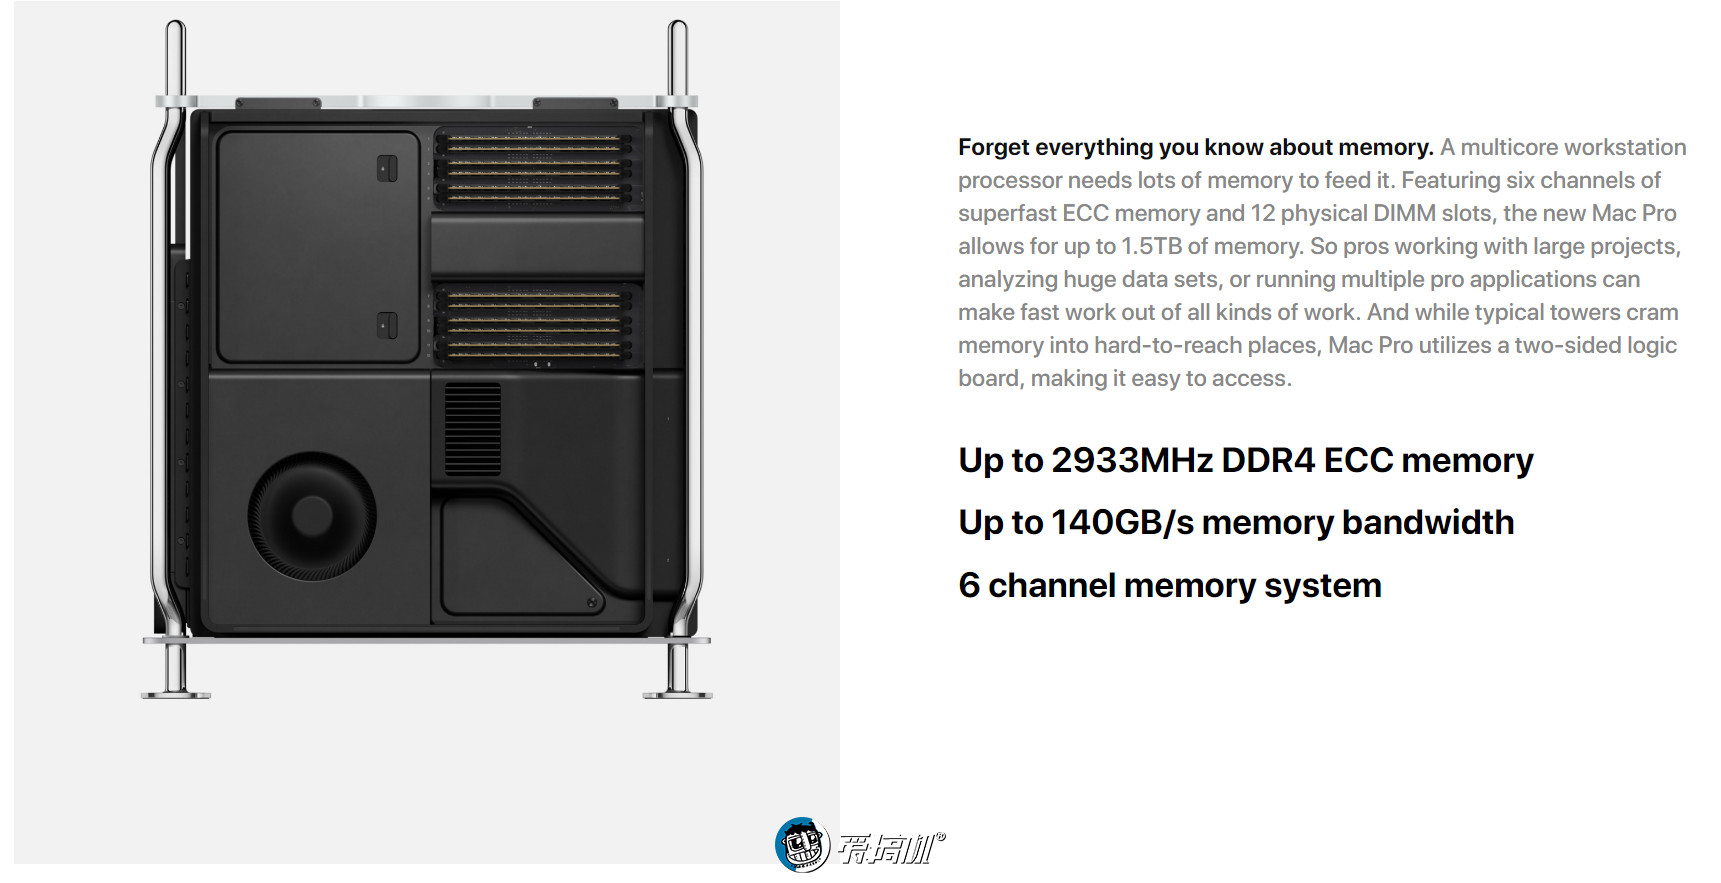 Forget everything you know about memory. A multicore workstation
processor needs lots of memory to feed it. Featuring six channels of
superfast ECC memory and 12 physical DIMM slots, the new Mac Pro
allows for up to 1.5TB of memory. So pros working with large projects,
analyzing huge data sets, or running multiple pro applications can
make fast work out of all kinds of work. And while typical towers cram
memory into hard-to-reach places, Mac Pro utilizes a two-sided logic
board, making it easy to access.
Up to 2933MHz DDR4 ECC memory
Up to 140GB/s memory bandwidth
6 channel memory system
爱搞机®